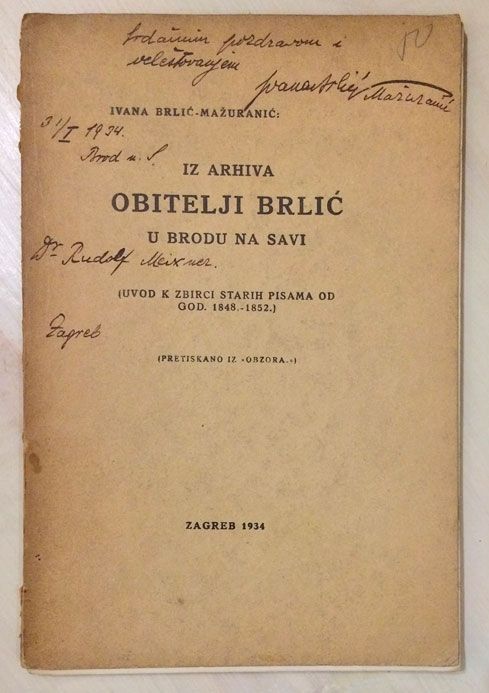 srdačnim pozdravom i
veleštovanjem
Ivana Brlić Mažuranić
IVANA BRLIĆ-MAŽURANIĆ:
31/I 1934.
Brod n. S.
IZ ARHIVA
OBITELJI BRLIĆ
U BRODU NA SAVI
Dr Rudolf Meixner.
(UVOD K ZBIRCI STARIH PISAMA OD
GOD. 1848.-1852.)
Zagreb
(PRETISKANO IZ »OBZORA.«)
ZAGREB 1934